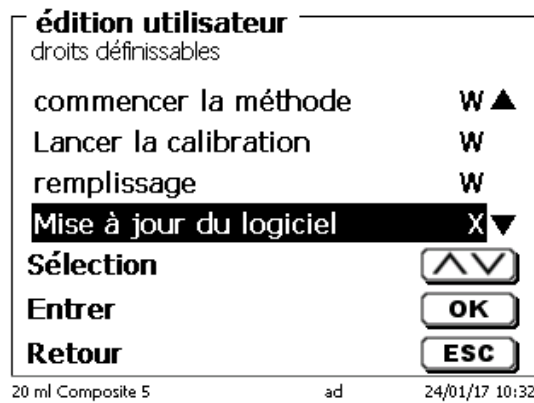 édition utilisateur
droits définissables
commencer la méthode W
Lancer la calibration W
remplissage W
Mise à jour du logiciel X
Sélection
Entrer OK
Retour ESC
20 ml Composite 5 ad 24/01/17 10:32